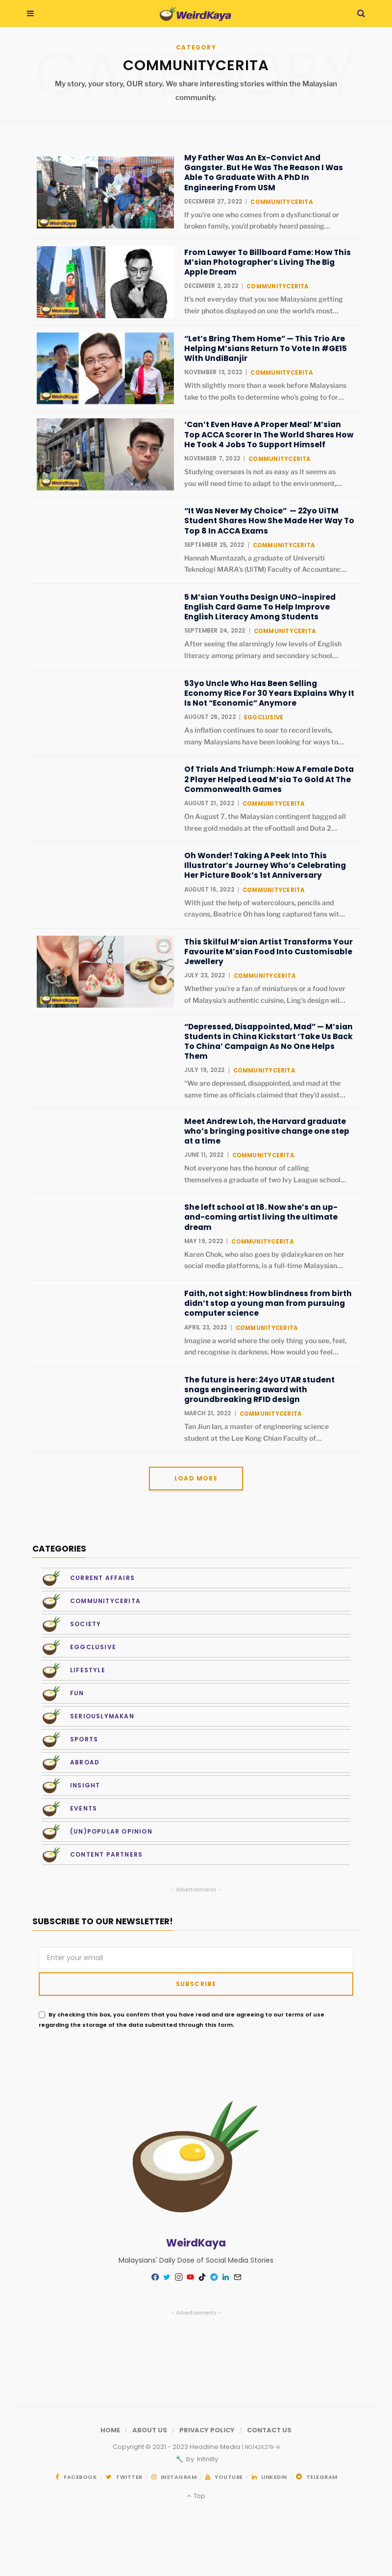 WeirdKaya
CATEGORY
COMMUNITYCERITA
My story, your story, OUR story. We share interesting stories within the Malaysian
community.
My Father Was An Ex-Convict And
Gangster. But He Was The Reason I Was
Able To Graduate With A PhD In
Engineering From USM
DECEMBER 27, 2022 | COMMUNITYCERITA
If you're one who comes from a dysfunctional or
broken family, you'd probably heard passing…
WeirdKaya
From Lawyer To Billboard Fame: How This
M'sian Photographer's Living The Big
Apple Dream
DECEMBER 2, 2022 | COMMUNITYCERITA
It's not everyday that you see Malaysians getting
their photos displayed on one the world's most…
WeirdKaya
“Let's Bring Them Home” — This Trio Are
Helping M'sians Return To Vote In #GE15
With UndiBanjir
NOVEMBER 13, 2022 | COMMUNITYCERITA
With slightly more than a week before Malaysians
take to the polls to determine who's going to for…
WeirdKaya
‘Can't Even Have A Proper Meal’ M'sian
Top ACCA Scorer In The World Shares How
He Took 4 Jobs To Support Himself
NOVEMBER 7, 2022 | COMMUNITYCERITA
Studying overseas is not as easy as it seems as
you will need time to adapt to the environment,…
WeirdKaya
“It Was Never My Choice” — 22yo UiTM
Student Shares How She Made Her Way To
Top 8 In ACCA Exams
SEPTEMBER 25, 2022 | COMMUNITYCERITA
Hannah Mumtazah, a graduate of Universiti
Teknologi MARA's (UiTM) Faculty of Accountanc…
5 M'sian Youths Design UNO-inspired
English Card Game To Help Improve
English Literacy Among Students
SEPTEMBER 24, 2022 | COMMUNITYCERITA
After seeing the alarmingly low levels of English
literacy among primary and secondary school…
53yo Uncle Who Has Been Selling
Economy Rice For 30 Years Explains Why It
Is Not “Economic” Anymore
AUGUST 26, 2022 | EGGCLUSIVE
As inflation continues to soar to record levels,
many Malaysians have been looking for ways to…
Of Trials And Triumph: How A Female Dota
2 Player Helped Lead M'sia To Gold At The
Commonwealth Games
AUGUST 21, 2022 | COMMUNITYCERITA
On August 7, the Malaysian contingent bagged all
three gold medals at the eFootball and Dota 2…
Oh Wonder! Taking A Peek Into This
Illustrator's Journey Who's Celebrating
Her Picture Book's 1st Anniversary
AUGUST 15, 2022 | COMMUNITYCERITA
With just the help of watercolours, pencils and
crayons, Beatrice Oh has long captured fans wit…
This Skilful M'sian Artist Transforms Your
Favourite M'sian Food Into Customisable
Jewellery
JULY 23, 2022 | COMMUNITYCERITA
Whether you're a fan of miniatures or a food lover
of Malaysia's authentic cuisine, Ling's design wil…
WeirdKaya
“Depressed, Disappointed, Mad” — M'sian
Students in China Kickstart ‘Take Us Back
To China’ Campaign As No One Helps
Them
JULY 19, 2022 | COMMUNITYCERITA
“We are depressed, disappointed, and mad at the
same time as officials claimed that they'd assist…
Meet Andrew Loh, the Harvard graduate
who's bringing positive change one step
at a time
JUNE 11, 2022 | COMMUNITYCERITA
Not everyone has the honour of calling
themselves a graduate of two Ivy League school…
She left school at 18. Now she's an up-
and-coming artist living the ultimate
dream
MAY 19, 2022 | COMMUNITYCERITA
Karen Chok, who also goes by @daixykaren on her
social media platforms, is a full-time Malaysian…
Faith, not sight: How blindness from birth
didn't stop a young man from pursuing
computer science
APRIL 23, 2022 | COMMUNITYCERITA
Imagine a world where the only thing you see, feel,
and recognise is darkness. How would you feel…
The future is here: 24yo UTAR student
snags engineering award with
groundbreaking RFID design
MARCH 21, 2022 | COMMUNITYCERITA
Tan Jiun Ian, a master of engineering science
student at the Lee Kong Chian Faculty of…
LOAD MORE
CATEGORIES
CURRENT AFFAIRS
COMMUNITYCERITA
SOCIETY
EGGCLUSIVE
LIFESTYLE
FUN
SERIOUSLYMAKAN
SPORTS
ABROAD
INSIGHT
EVENTS
(UN)POPULAR OPINION
CONTENT PARTNERS
- Advertisements -
SUBSCRIBE TO OUR NEWSLETTER!
Enter your email
SUBSCRIBE
By checking this box, you confirm that you have read and are agreeing to our terms of use
regarding the storage of the data submitted through this form.
WeirdKaya
Malaysians' Daily Dose of Social Media Stories
- Advertisements -
HOME / ABOUT US / PRIVACY POLICY / CONTACT US
Copyright © 2021 - 2023 Headline Media | NO.1426279-K
by Infinitiy
FACEBOOK / TWITTER / INSTAGRAM / YOUTUBE / LINKEDIN / TELEGRAM
Top